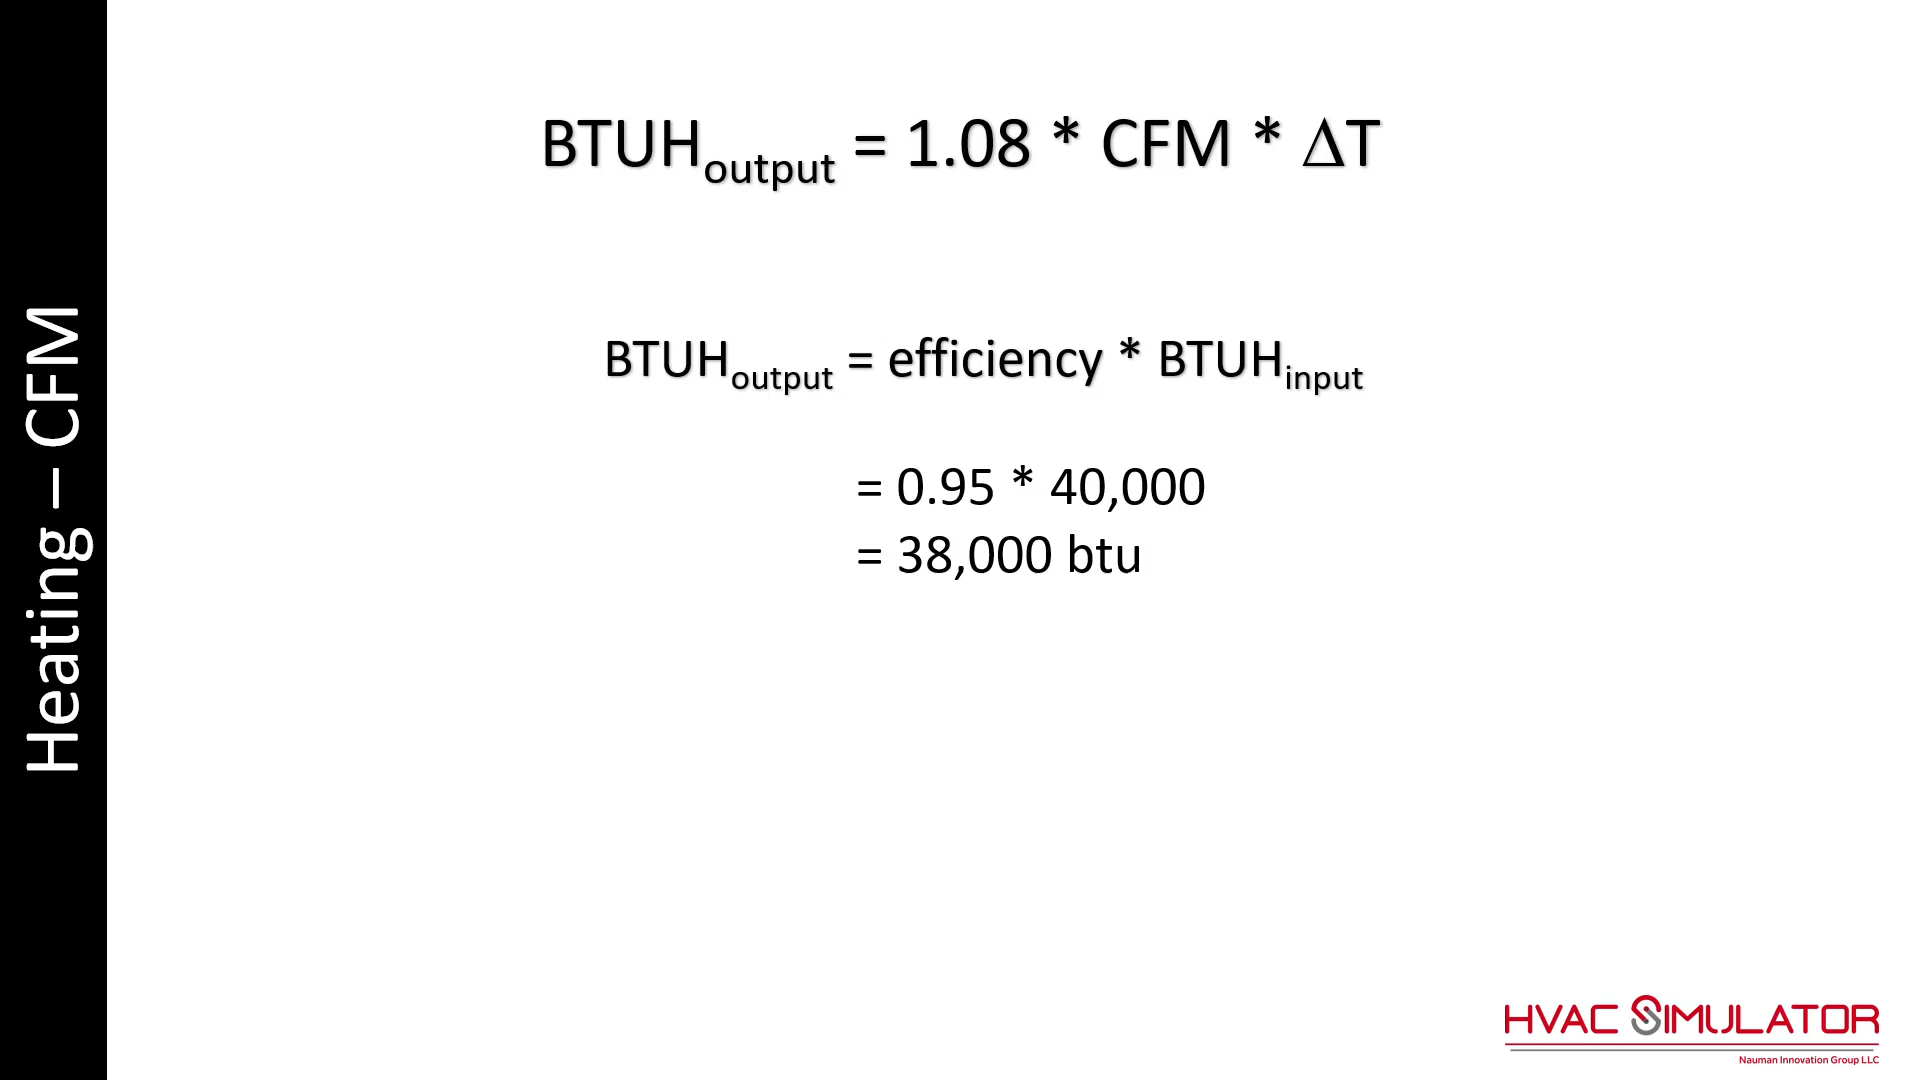 Heating – CFM
BTUHoutput = 1.08 * CFM * ΔT
BTUHoutput = efficiency * BTUHinput
= 0.95 * 40,000
= 38,000 btu
HVAC SIMULATOR
Nauman Innovation Group LLC